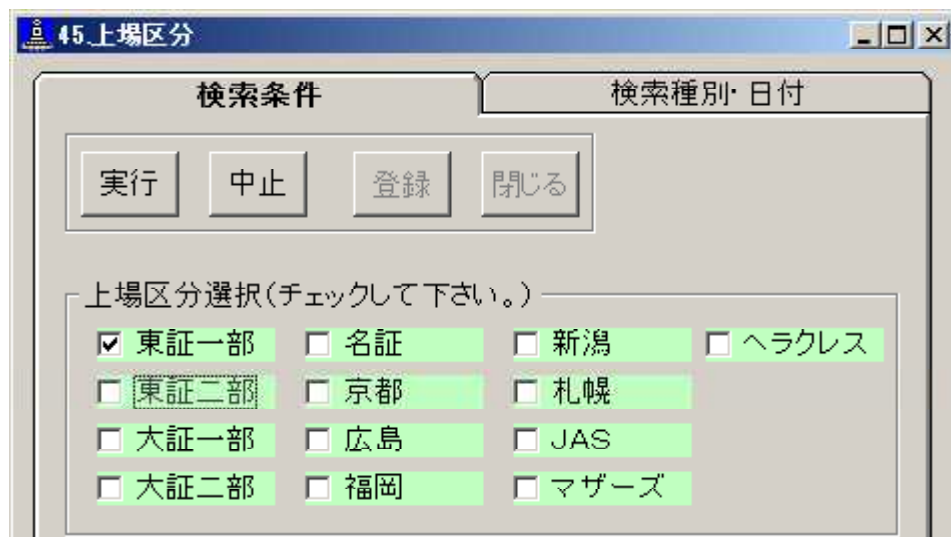 45.上場区分
検索条件 検索種別・日付
実行 中止 登録 閉じる
上場区分選択(チェックして下さい。)
東証一部 名証 新潟 ヘラクレス
東証二部 京都 札幌
大証一部 広島 JAS
大証二部 福岡 マザーズ